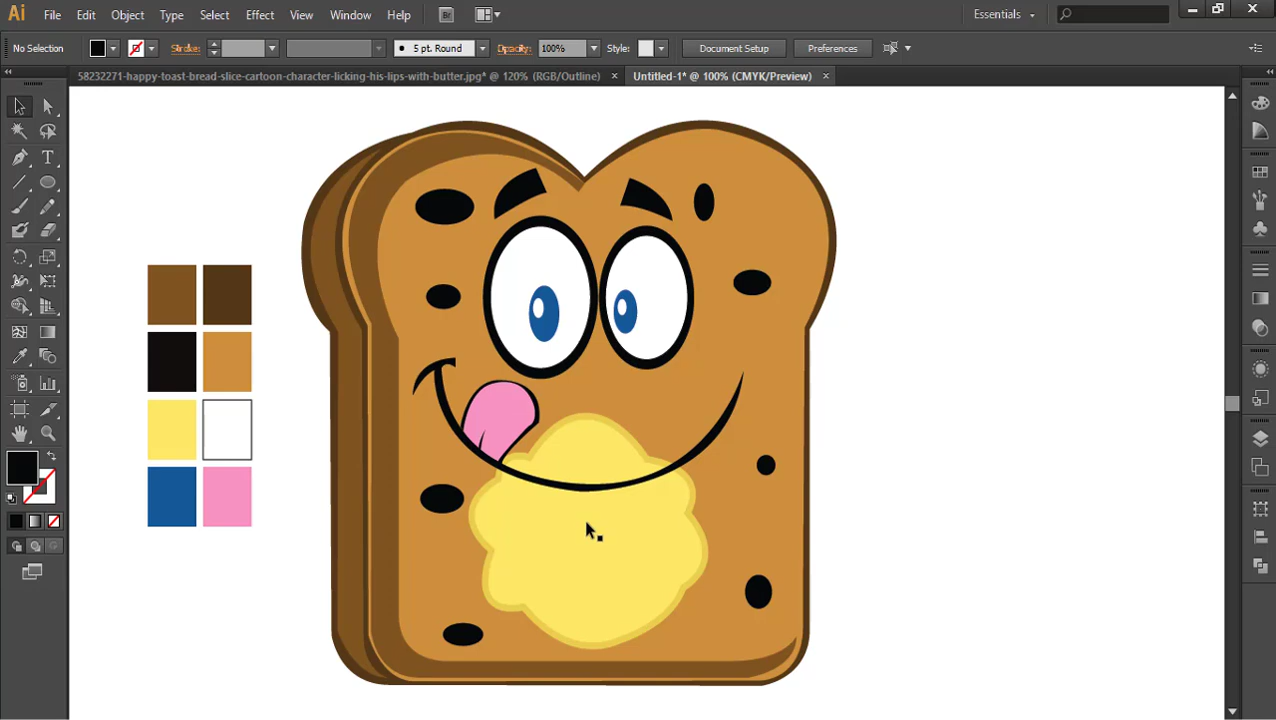 Ai File Edit Object Type Select Effect View Window Help Br Essentials
No Selection Stroke: 5 pt. Round Opacity: 100% Style: Document Setup Preferences
58232271-happy-toast-bread-slice-cartoon-character-licking-his-lips-with-butter.jpg* @ 120% (RGB/Outline) × Untitled-1* @ 100% (CMYK/Preview) ×